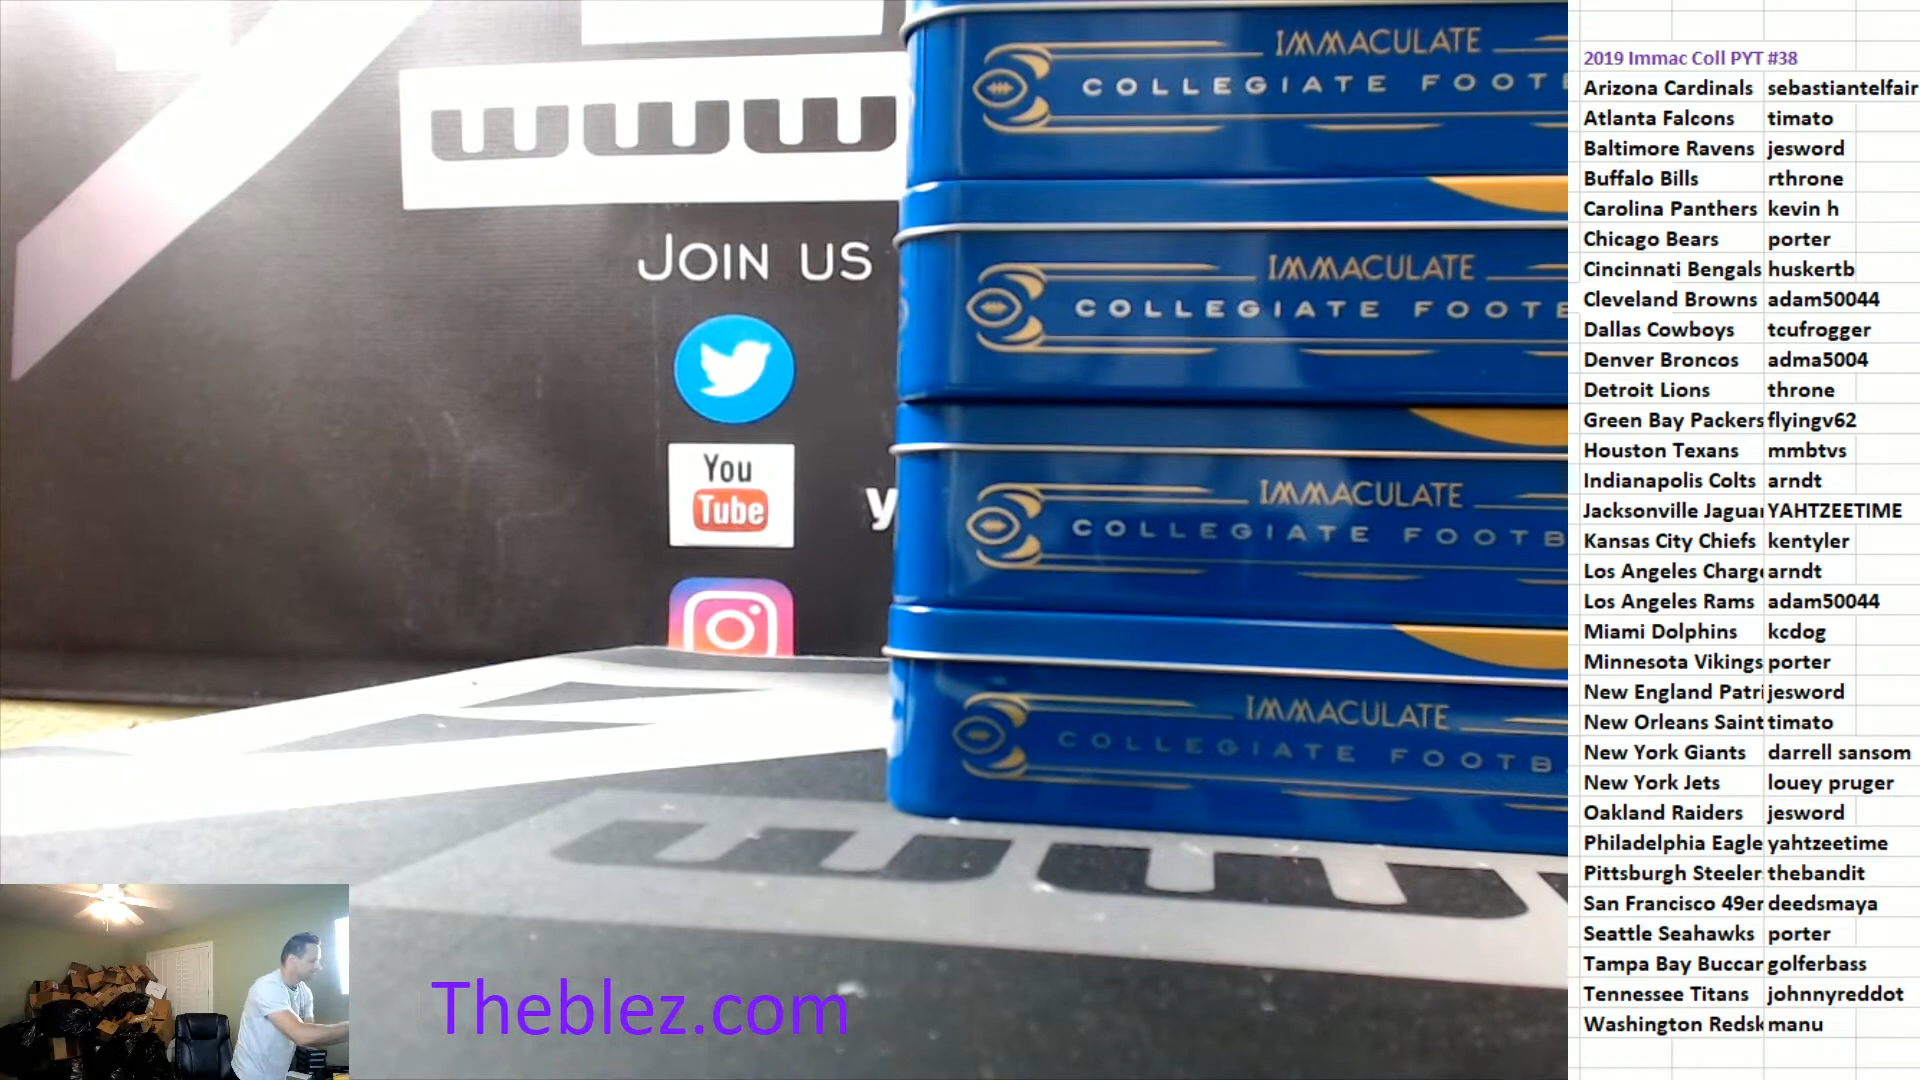 www
JOIN US
You
Tube
y
IMMACULATE
COLLEGIATE FOOTB
IMMACULATE
COLLEGIATE FOOTB
IMMACULATE
COLLEGIATE FOOTB
IMMACULATE
COLLEGIATE FOOTB
www
Theblez.com
2019 Immac Coll PYT #38
Arizona Cardinals sebastiantelfair
Atlanta Falcons timato
Baltimore Ravens jesword
Buffalo Bills rthrone
Carolina Panthers kevin h
Chicago Bears porter
Cincinnati Bengals huskertb
Cleveland Browns adam50044
Dallas Cowboys tcufrogger
Denver Broncos adma5004
Detroit Lions throne
Green Bay Packers flyingv62
Houston Texans mmbtvs
Indianapolis Colts arndt
Jacksonville Jaguar YAHTZEETIME
Kansas City Chiefs kentyler
Los Angeles Charge arndt
Los Angeles Rams adam50044
Miami Dolphins kcdog
Minnesota Vikings porter
New England Patri jesword
New Orleans Saint timato
New York Giants darrell sansom
New York Jets louey pruger
Oakland Raiders jesword
Philadelphia Eagle yahtzeetime
Pittsburgh Steeler thebandit
San Francisco 49er deedsmaya
Seattle Seahawks porter
Tampa Bay Buccan golferbass
Tennessee Titans johnnyreddot
Washington Redsk manu